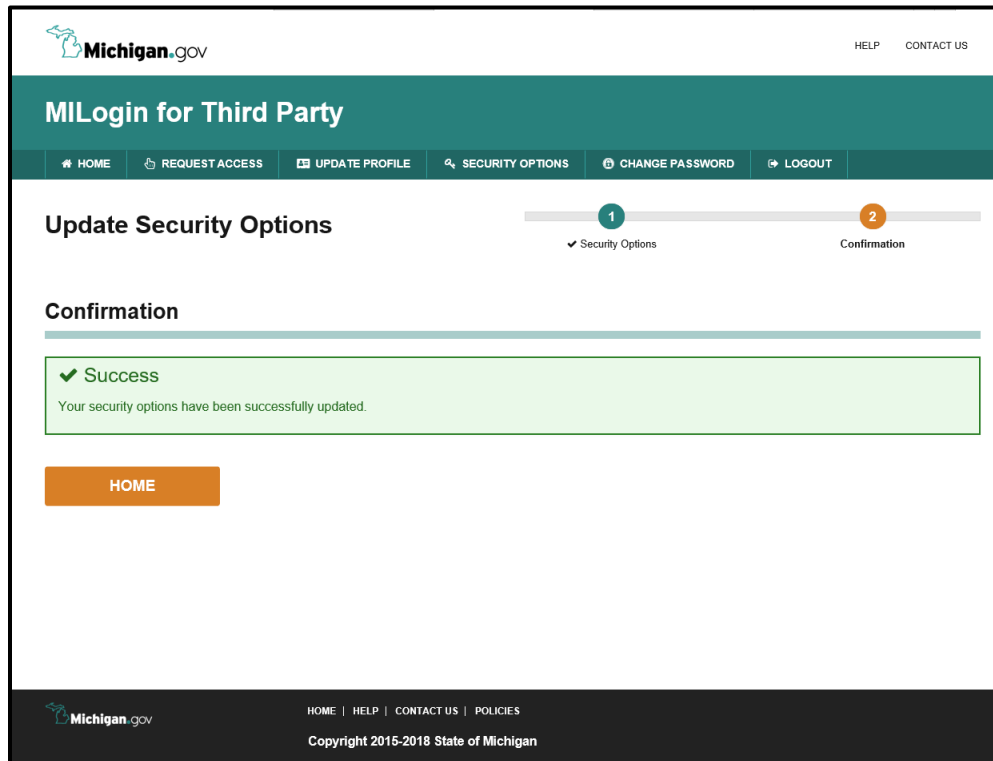 Michigan.gov
HELP CONTACT US
MILogin for Third Party
HOME REQUEST ACCESS UPDATE PROFILE SECURITY OPTIONS CHANGE PASSWORD LOGOUT
Update Security Options
1 2
Security Options Confirmation
Confirmation
Success
Your security options have been successfully updated.
HOME
Michigan.gov
HOME | HELP | CONTACT US | POLICIES
Copyright 2015-2018 State of Michigan